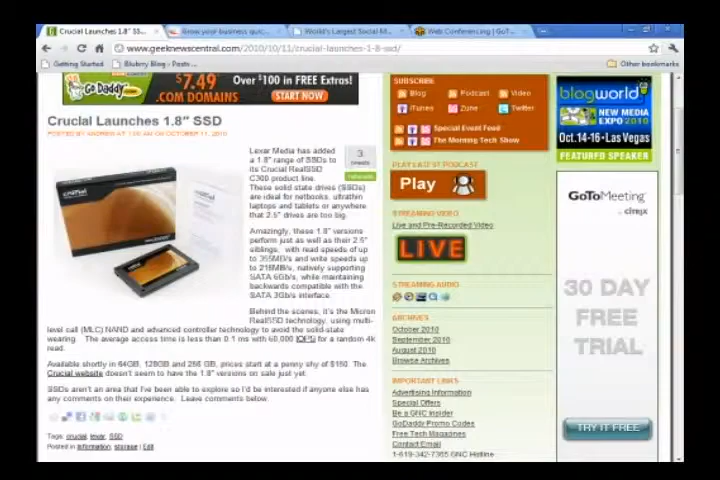 Crucial Launches 1.8" SSD...
Grow your business quic...
World's Largest Social M...
Web Conferencing | GoT...
www.geeknewscentral.com/2010/10/11/crucial-launches-1-8-ssd/
Getting Started
Blubrry Blog » Posts ...
Other bookmarks
Go Daddy
$7.49
.COM DOMAINS
Over $100 in FREE Extras!
START NOW
Crucial Launches 1.8" SSD
POSTED BY ANDREW AT 1:00 AM ON OCTOBER 11, 2010
Lexar Media has added
a 1.8" range of SSDs to
its Crucial RealSSD
C300 product line.
These solid state drives (SSDs)
are ideal for netbooks, ultrathin
laptops and tablets or anywhere
that 2.5" drives are too big.
3
tweets
retweet
crucial
Amazingly, these 1.8" versions
perform just as well as their 2.5"
siblings, with read speeds of up
to 355MB/s and write speeds up
to 215MB/s, natively supporting
SATA 6Gb/s, while maintaining
backwards compatible with the
SATA 3Gb/s interface.
Behind the scenes, it's the Micron
RealSSD technology, using multi-
level call (MLC) NAND and advanced controller technology to avoid the solid-state
wearing. The average access time is less than 0.1 ms with 60,000 IOPS for a random 4k
read.
Available shortly in 64GB, 128GB and 256 GB, prices start at a penny shy of $150. The
Crucial website doesn't seem to have the 1.8" versions on sale just yet.
SSDs aren't an area that I've been able to explore so I'd be interested if anyone else has
any comments on their experience. Leave comments below.
Tags: crucial, lexar, SSD
Posted in Information, storage | Edit
SUBSCRIBE
Blog
Podcast
Video
iTunes
Zune
Twitter
Special Event Feed
The Morning Tech Show
PLAY LATEST PODCAST
Play
STREAMING VIDEO
Live and Pre-Recorded Video
LIVE
STREAMING AUDIO
ARCHIVES
October 2010
September 2010
August 2010
Browse Archives
IMPORTANT LINKS
Advertising Information
Special Offers
Be a GNC Insider
GoDaddy Promo Codes
Free Tech Magazines
Contact Email
1-619-342-7365 GNC Hotline
blogworld
NEW MEDIA
EXPO 2010
Oct.14-16 • Las Vegas
FEATURED SPEAKER
GoToMeeting
citrix
30 DAY
FREE
TRIAL
TRY IT FREE